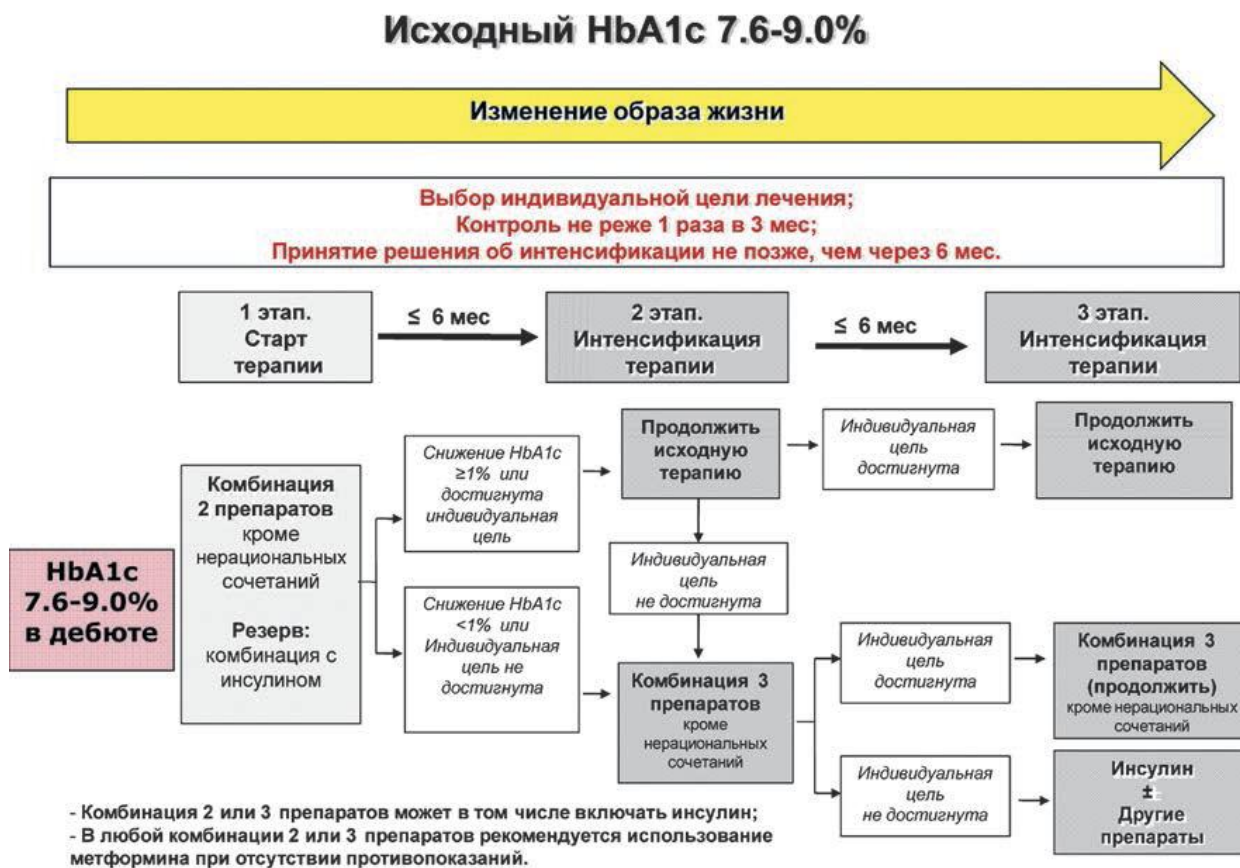 Исходный HbA1c 7.6-9.0%
Изменение образа жизни
Выбор индивидуальной цели лечения;
Контроль не реже 1 раза в 3 мес;
Принятие решения об интенсификации не позже, чем через 6 мес.
1 этап.
Старт
терапии
≤ 6 мес
2 этап.
Интенсификация
терапии
≤ 6 мес
3 этап.
Интенсификация
терапии
HbA1c
7.6-9.0%
в дебюте
Комбинация
2 препаратов
кроме
нерациональных
сочетаний
Резерв:
комбинация с
инсулином
Снижение HbA1c
≥1% или
достигнута
индивидуальная
цель
Снижение HbA1c
<1% или
Индивидуальная
цель не
достигнута
Продолжить
исходную
терапию
Индивидуальная
цель
не достигнута
Комбинация 3
препаратов
кроме
нерациональных
сочетаний
Индивидуальная
цель
достигнута
Продолжить
исходную
терапию
Индивидуальная
цель
достигнута
Комбинация 3
препаратов
(продолжить)
кроме нерациональных
сочетаний
Индивидуальная
цель
не достигнута
Инсулин
±
Другие
препараты
- Комбинация 2 или 3 препаратов может в том числе включать инсулин;
- В любой комбинации 2 или 3 препаратов рекомендуется использование
метформина при отсутствии противопоказаний.